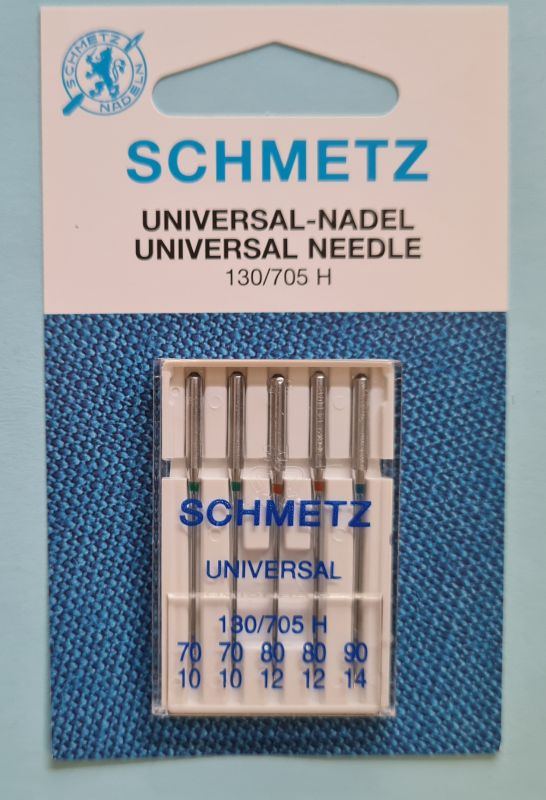 SCHMETZ
NADELN
SCHMETZ
UNIVERSAL-NADEL
UNIVERSAL NEEDLE
130/705 H
SCHMETZ
UNIVERSAL
130/705 H
70 70 80 80 90
10 10 12 12 14